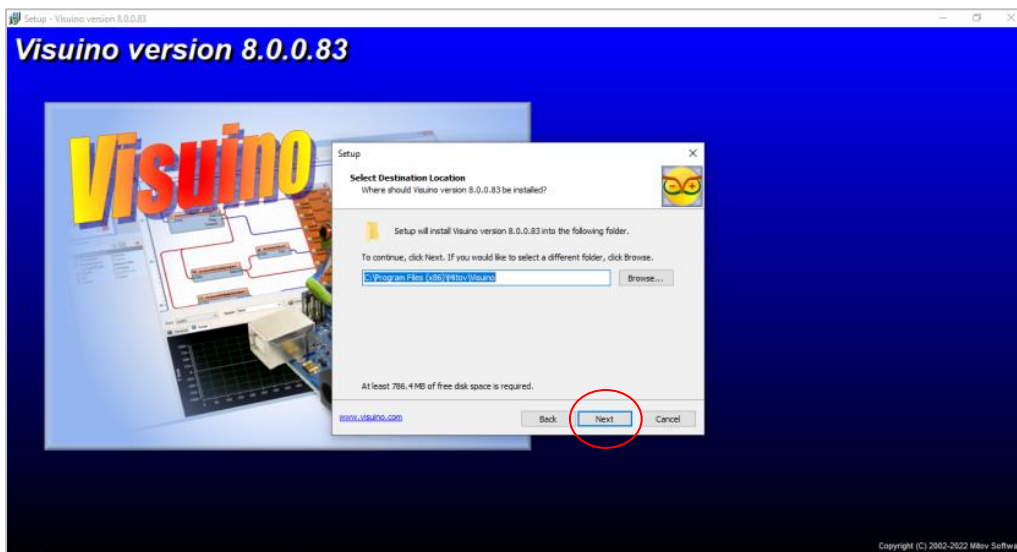 Setup - Visuino version 8.0.0.83
Visuino version 8.0.0.83
Visuino
Setup
Select Destination Location
Where should Visuino version 8.0.0.83 be installed?
Setup will install Visuino version 8.0.0.83 into the following folder.
To continue, click Next. If you would like to select a different folder, click Browse.
C:\Program Files (x86)\Mitov\Visuino
Browse...
At least 786.4 MB of free disk space is required.
www.visuino.com
Back
Next
Cancel
Copyright (C) 2002-2022 Mitov Softwa